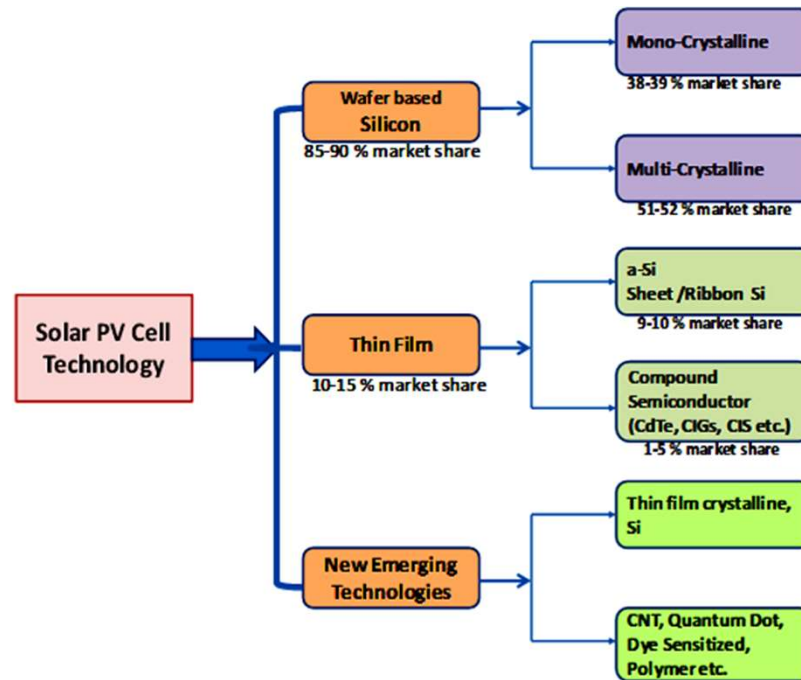 Solar PV Cell
Technology
Wafer based
Silicon
85-90 % market share
Mono-Crystalline
38-39 % market share
Multi-Crystalline
51-52 % market share
Thin Film
10-15 % market share
a-Si
Sheet /Ribbon Si
9-10 % market share
Compound
Semiconductor
(CdTe, CIGs, CIS etc.)
1-5 % market share
New Emerging
Technologies
Thin film crystalline,
Si
CNT, Quantum Dot,
Dye Sensitized,
Polymer etc.